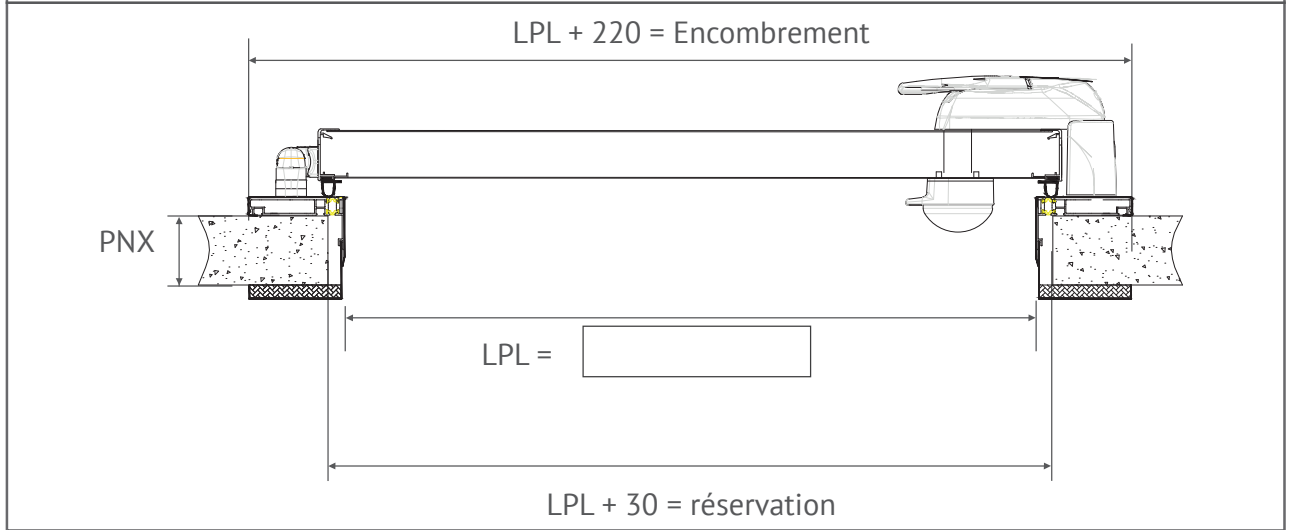 LPL + 220 = Encombrement
PNX
LPL =
LPL + 30 = réservation